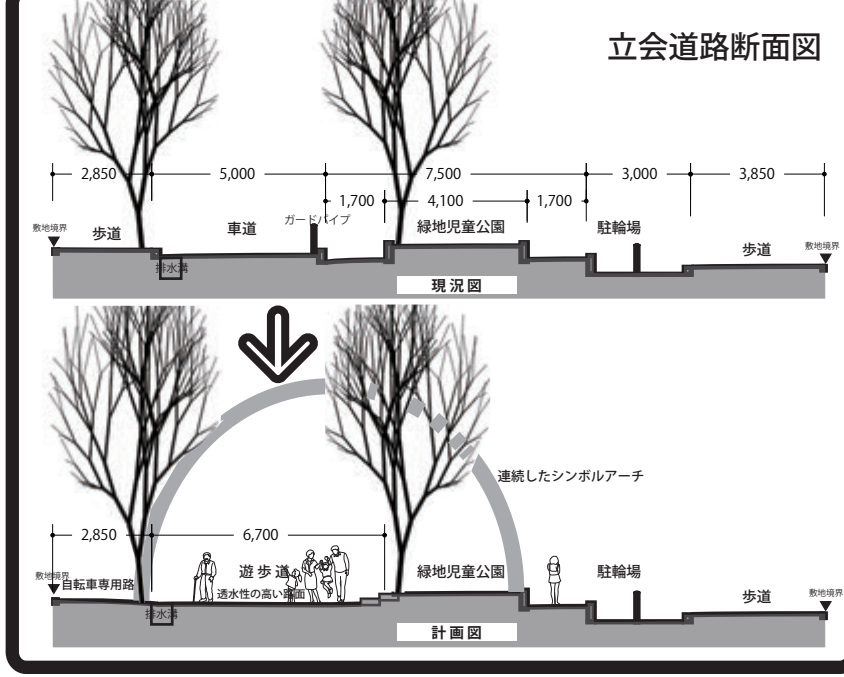 立会道路断面図
2,850
5,000
7,500
3,000
3,850
1,700
4,100
1,700
敷地境界
歩道
車道
ガードパイプ
緑地児童公園
駐輪場
歩道
敷地境界
排水溝
現況図
連続したシンボルアーチ
2,850
6,700
敷地境界
自転車専用路
遊歩道
透水性の高い路面
緑地児童公園
駐輪場
歩道
敷地境界
排水溝
計画図